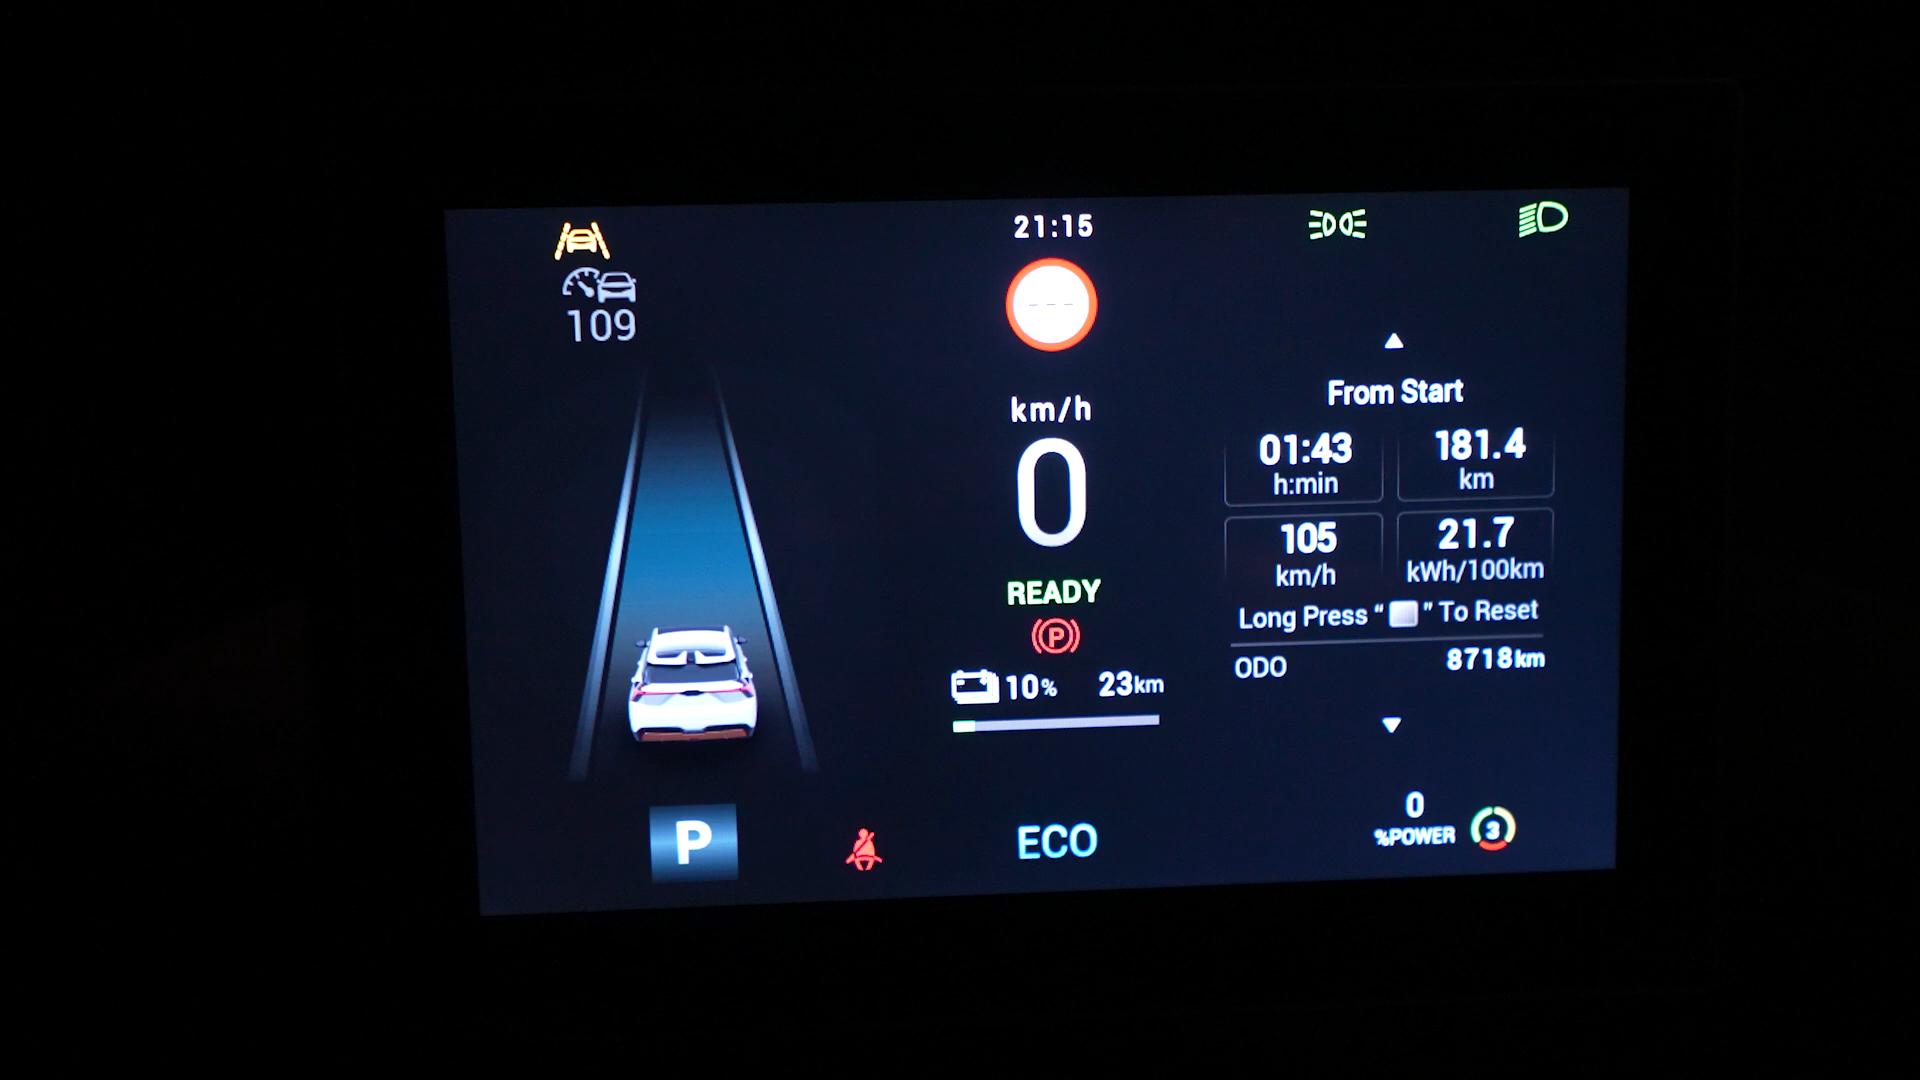 21:15
109
---
km/h
0
READY
P
10% 23km
From Start
01:43 181.4
h:min km
105 21.7
km/h kWh/100km
Long Press “ ” To Reset
ODO 8718km
P
ECO
0
%POWER
3